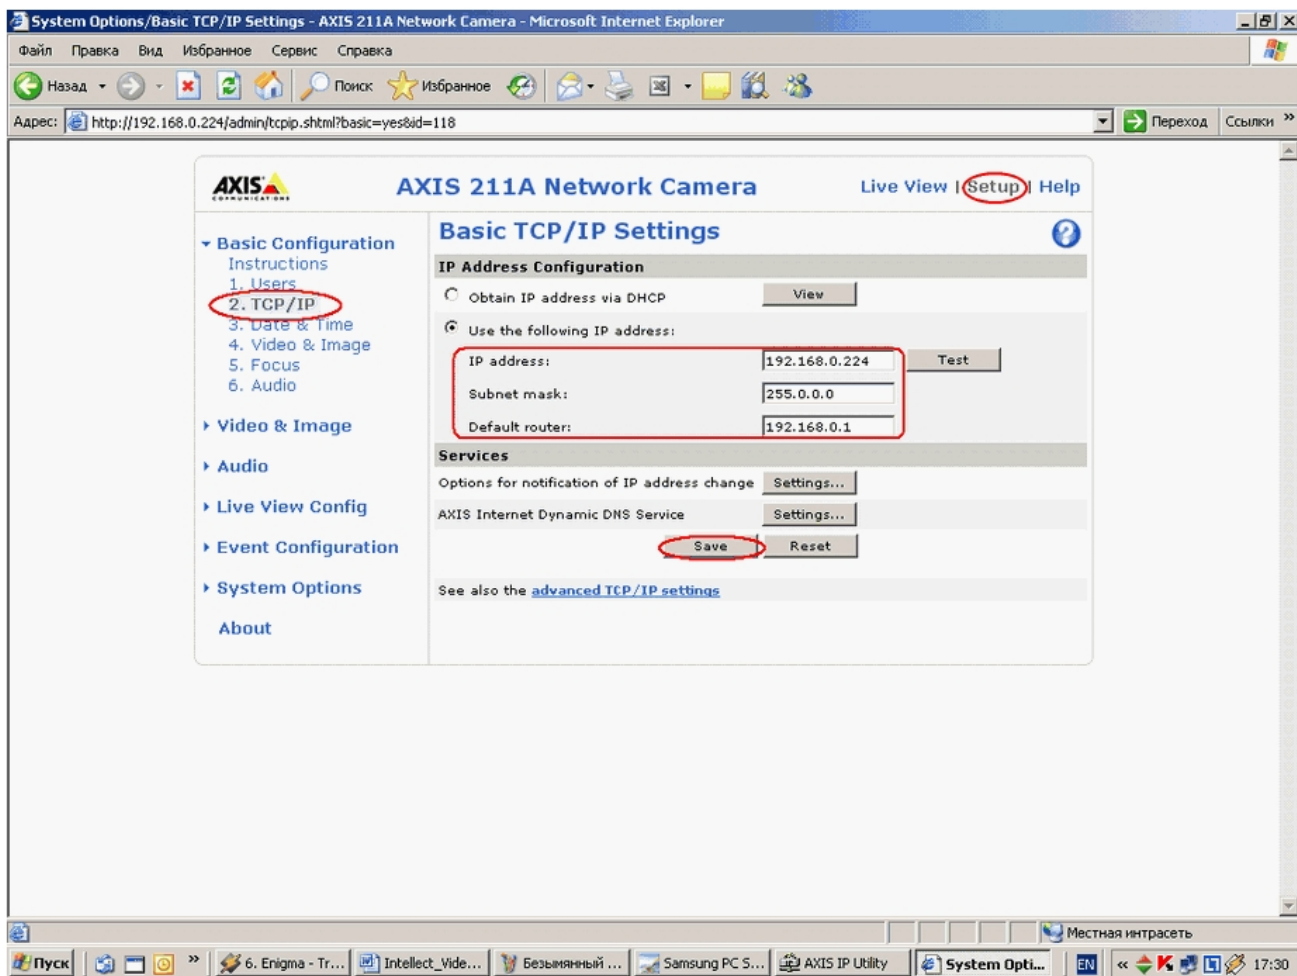 System Options/Basic TCP/IP Settings - AXIS 211A Network Camera - Microsoft Internet Explorer
Файл Правка Вид Избранное Сервис Справка
Назад Поиск Избранное
Адрес: http://192.168.0.224/admin/tcpip.shtml?basic=yes&id=118 Переход Ссылки »
AXIS COMMUNICATIONS AXIS 211A Network Camera Live View | Setup | Help
Basic TCP/IP Settings
Basic Configuration
Instructions
1. Users
2. TCP/IP
3. Date & Time
4. Video & Image
5. Focus
6. Audio
Video & Image
Audio
Live View Config
Event Configuration
System Options
About
IP Address Configuration
Obtain IP address via DHCP View
Use the following IP address:
IP address: 192.168.0.224 Test
Subnet mask: 255.0.0.0
Default router: 192.168.0.1
Services
Options for notification of IP address change Settings...
AXIS Internet Dynamic DNS Service Settings...
Save Reset
See also the advanced TCP/IP settings
Местная интрасеть
Пуск » 6. Enigma - Tr... Intellect_Vide... Безымянный ... Samsung PC S... AXIS IP Utility System Opti... EN « 17:30